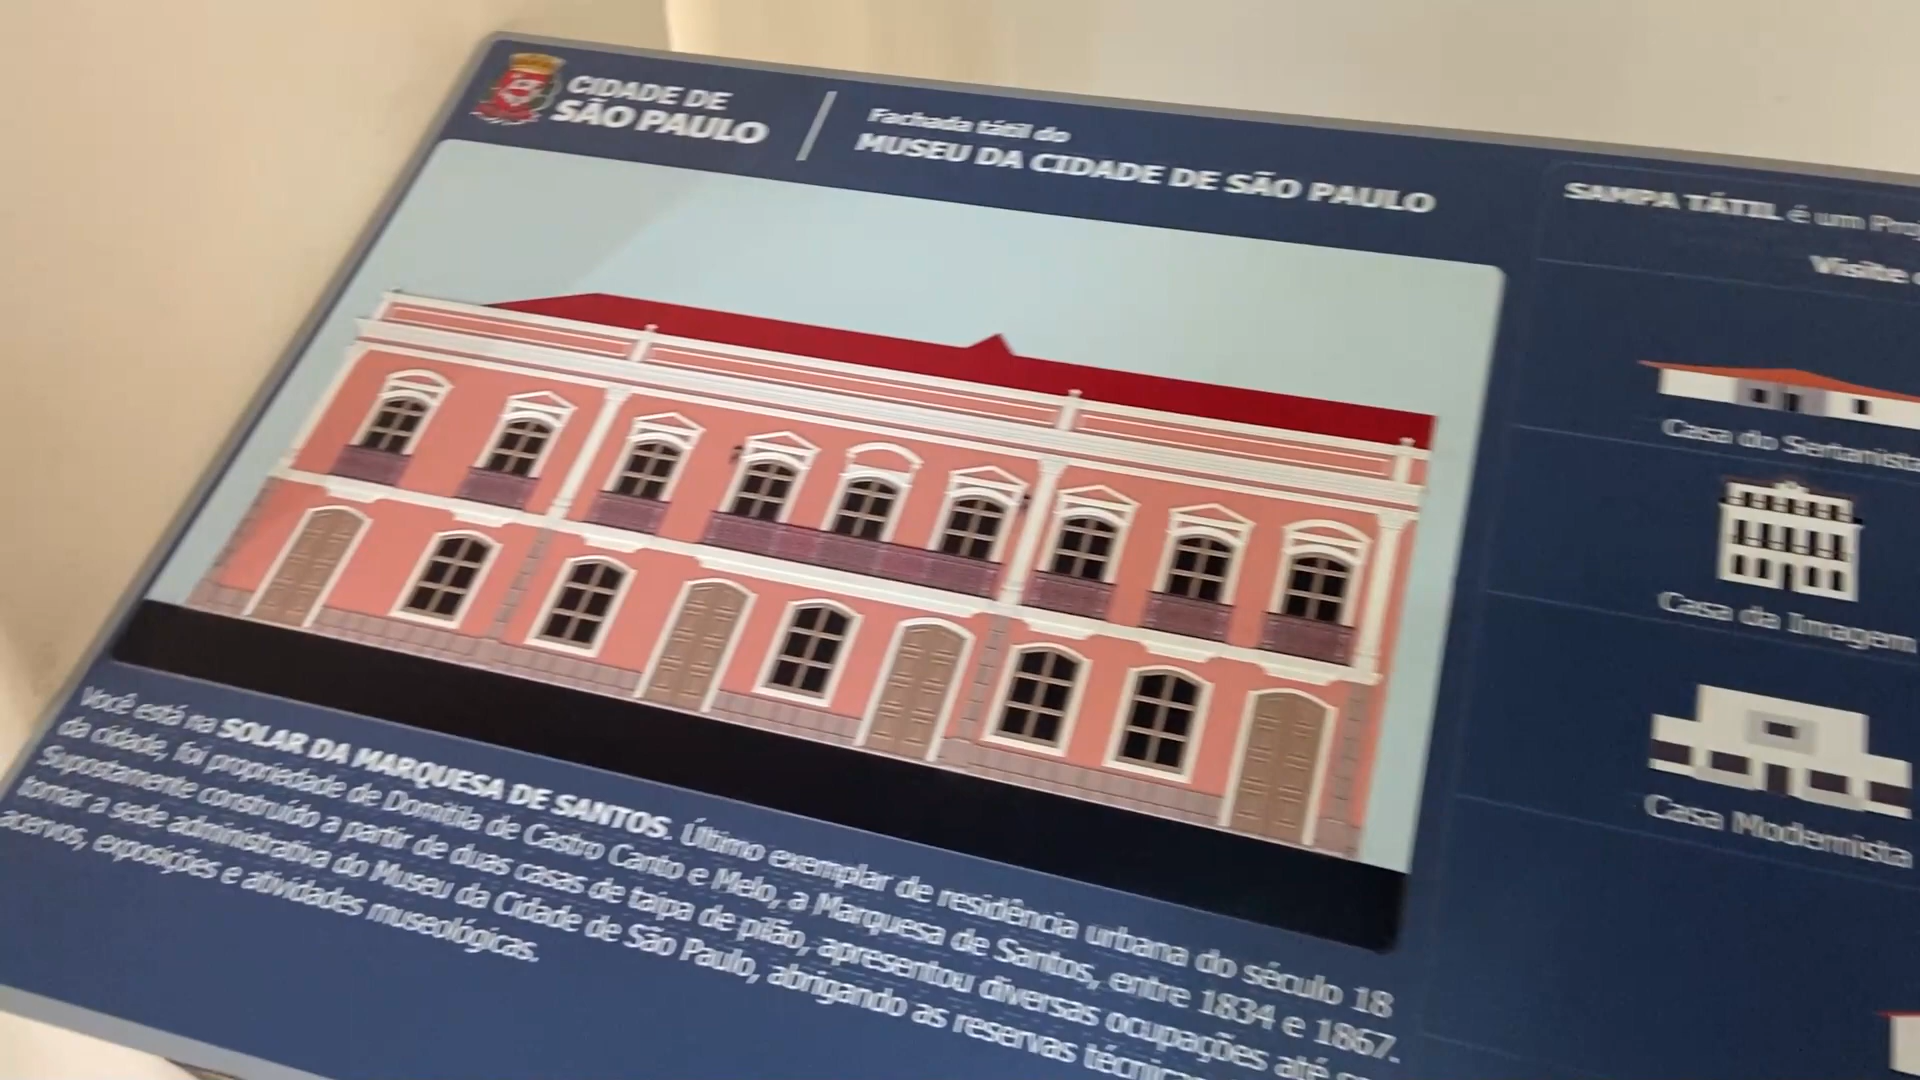 CIDADE DE
SÃO PAULO
Fachada tátil do
MUSEU DA CIDADE DE SÃO PAULO
Você está na SOLAR DA MARQUESA DE SANTOS. Último exemplar de residência urbana do século 18
da cidade, foi propriedade de Domitila de Castro Canto e Melo, a Marquesa de Santos, entre 1834 e 1867.
Supostamente construído a partir de duas casas de taipa de pilão, apresentou diversas ocupações até
tornar a sede administrativa do Museu da Cidade de São Paulo, abrigando as reservas
acervos, exposições e atividades museológicas.
SAMPA TÁTIL é um
Visite
Casa do Sertanista
Casa da Imagem
Casa Modernista